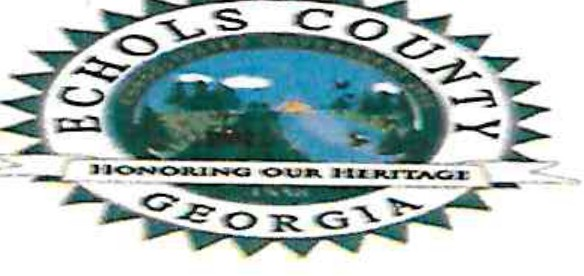 ECHOLS COUNTY
HONORING OUR HERITAGE
GEORGIA